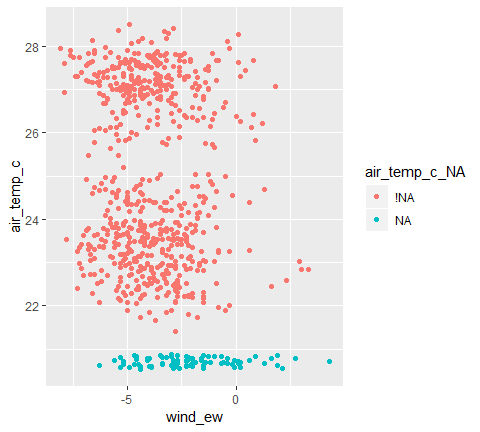 28
26
24
22
-5
0
wind_ew
air_temp_c
air_temp_c_NA
!NA
NA